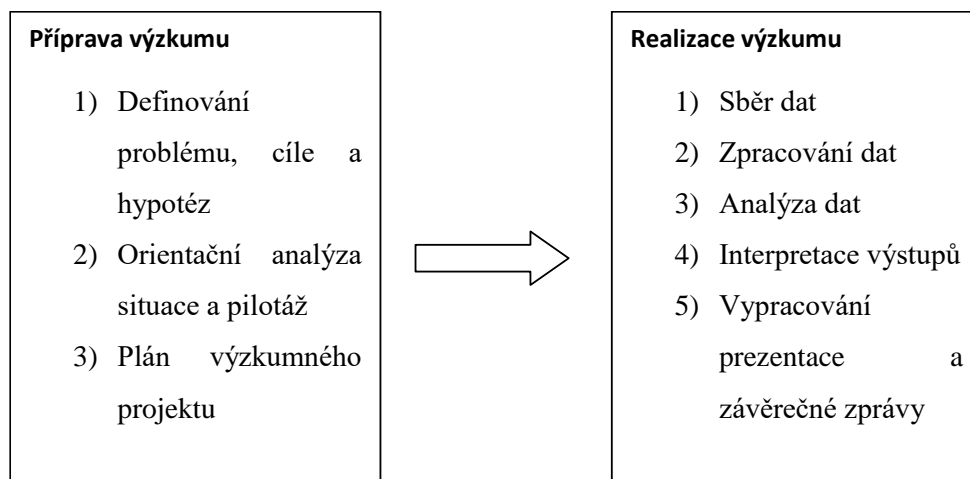 Příprava výzkumu
1) Definování
problému, cíle a
hypotéz
2) Orientační analýza
situace a pilotáž
3) Plán výzkumného
projektu
Realizace výzkumu
1) Sběr dat
2) Zpracování dat
3) Analýza dat
4) Interpretace výstupů
5) Vypracování
prezentace a
závěrečné zprávy